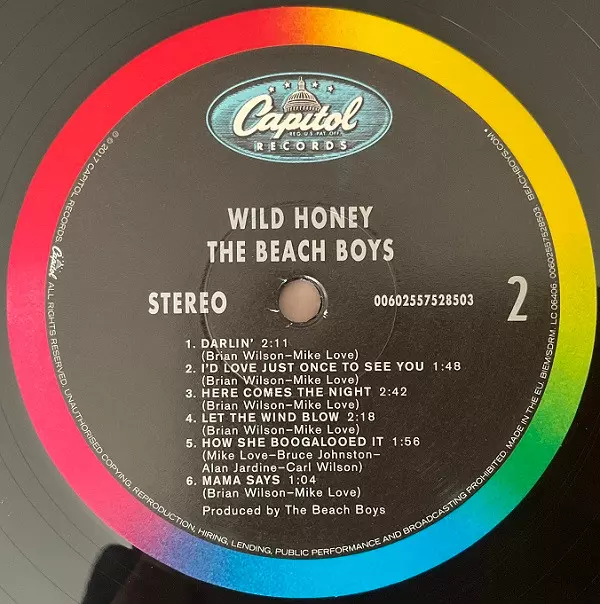 Capitol
REG. U.S. PAT. OFF.
RECORDS
WILD HONEY
THE BEACH BOYS
STEREO
00602557528503
2
1. DARLIN' 2:11
(Brian Wilson–Mike Love)
2. I'D LOVE JUST ONCE TO SEE YOU 1:48
(Brian Wilson–Mike Love)
3. HERE COMES THE NIGHT 2:42
(Brian Wilson–Mike Love)
4. LET THE WIND BLOW 2:18
(Brian Wilson–Mike Love)
5. HOW SHE BOOGALOOED IT 1:56
(Mike Love–Bruce Johnston–
Alan Jardine–Carl Wilson)
6. MAMA SAYS 1:04
(Brian Wilson–Mike Love)
Produced by The Beach Boys
© 2017 CAPITOL RECORDS. Capitol ALL RIGHTS RESERVED. UNAUTHORISED COPYING, REPRODUCTION, HIRING, LENDING, PUBLIC PERFORMANCE AND BROADCASTING PROHIBITED. MADE IN THE EU. BIEM/SDRM. LC 06406. 00602557528503. BEACHBOYS.COM